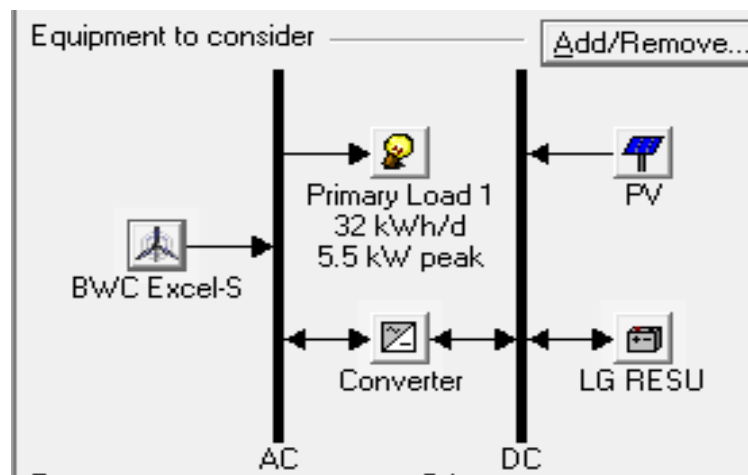 Equipment to consider
Add/Remove...
Primary Load 1
32 kWh/d
5.5 kW peak
PV
BWC Excel-S
Converter
LG RESU
AC
DC